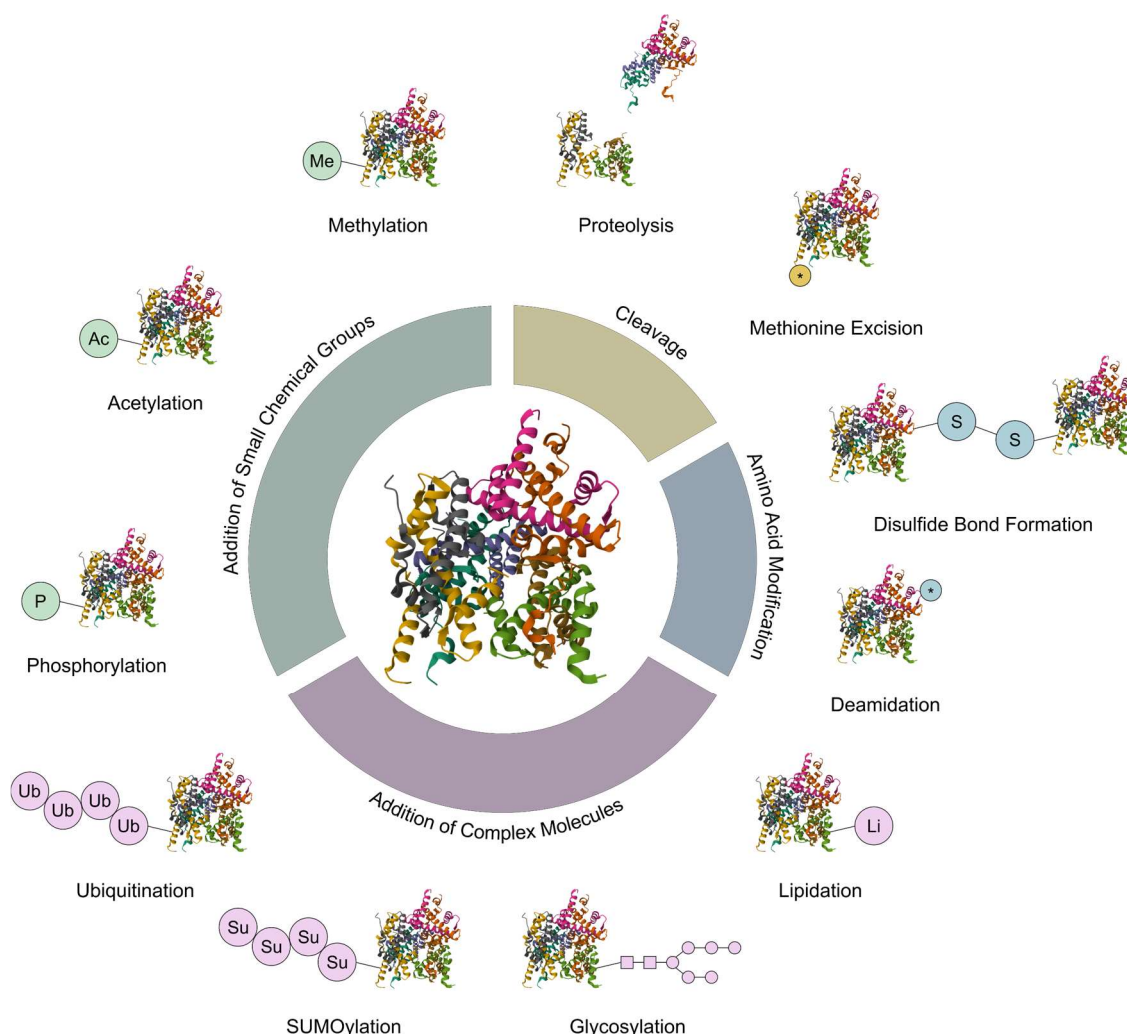 Me
Methylation
Proteolysis
*
Methionine Excision
Ac
Acetylation
Addition of Small Chemical Groups
Cleavage
S
S
Disulfide Bond Formation
Amino Acid Modification
P
Phosphorylation
*
Deamidation
Addition of Complex Molecules
Ub
Ub
Ub
Ub
Ubiquitination
Li
Lipidation
Su
Su
Su
Su
SUMOylation
Glycosylation